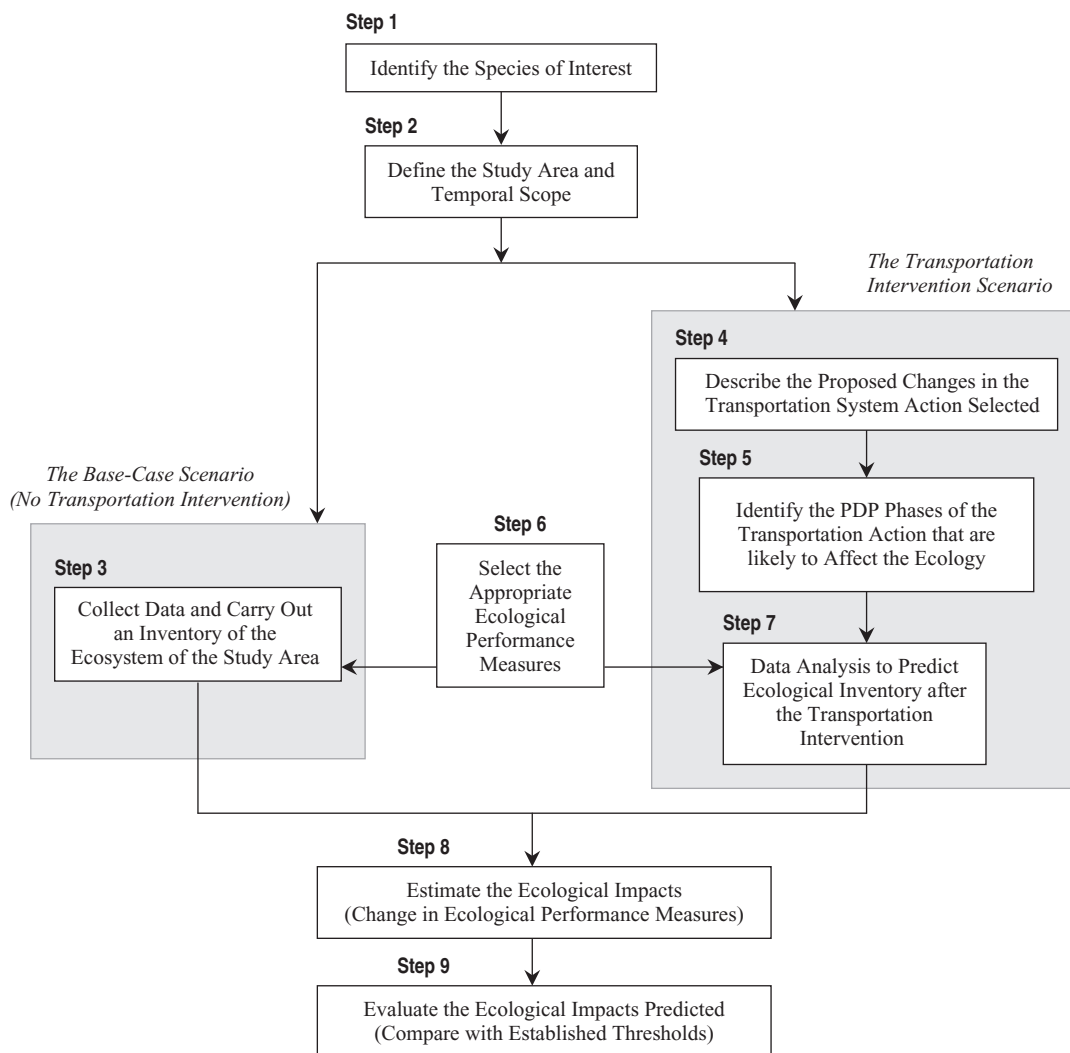 Step 1
Identify the Species of Interest
Step 2
Define the Study Area and
Temporal Scope
The Transportation
Intervention Scenario
Step 4
Describe the Proposed Changes in the
Transportation System Action Selected
The Base-Case Scenario
(No Transportation Intervention)
Step 5
Identify the PDP Phases of the
Transportation Action that are
likely to Affect the Ecology
Step 6
Select the
Appropriate
Ecological
Performance
Measures
Step 3
Collect Data and Carry Out
an Inventory of the
Ecosystem of the Study Area
Step 7
Data Analysis to Predict
Ecological Inventory after
the Transportation
Intervention
Step 8
Estimate the Ecological Impacts
(Change in Ecological Performance Measures)
Step 9
Evaluate the Ecological Impacts Predicted
(Compare with Established Thresholds)